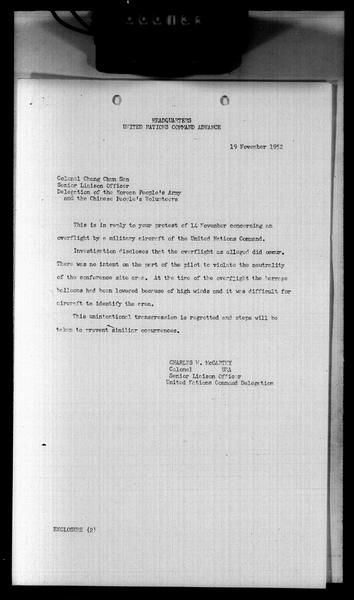 HEADQUARTERS
UNITED NATIONS COMMAND ADVANCE
19 November 1952
Colonel Chang Chun San
Senior Liaison Officer
Delegation of the Korean People's Army
and the Chinese People's Volunteers
This is in reply to your protest of 14 November concerning an
overflight by a military aircraft of the United Nations Command.
Investigation discloses that the overflight as alleged did occur.
There was no intent on the part of the pilot to violate the neutrality
of the conference site area. At the time of the overflight the barrage
balloons had been lowered because of high winds and it was difficult for
aircraft to identify the area.
This unintentional transgression is regretted and steps will be
taken to prevent similiar occurrences.
CHARLES W. McCARTHY
Colonel USA
Senior Liaison Officer
United Nations Command Delegation
ENCLOSURE (2)